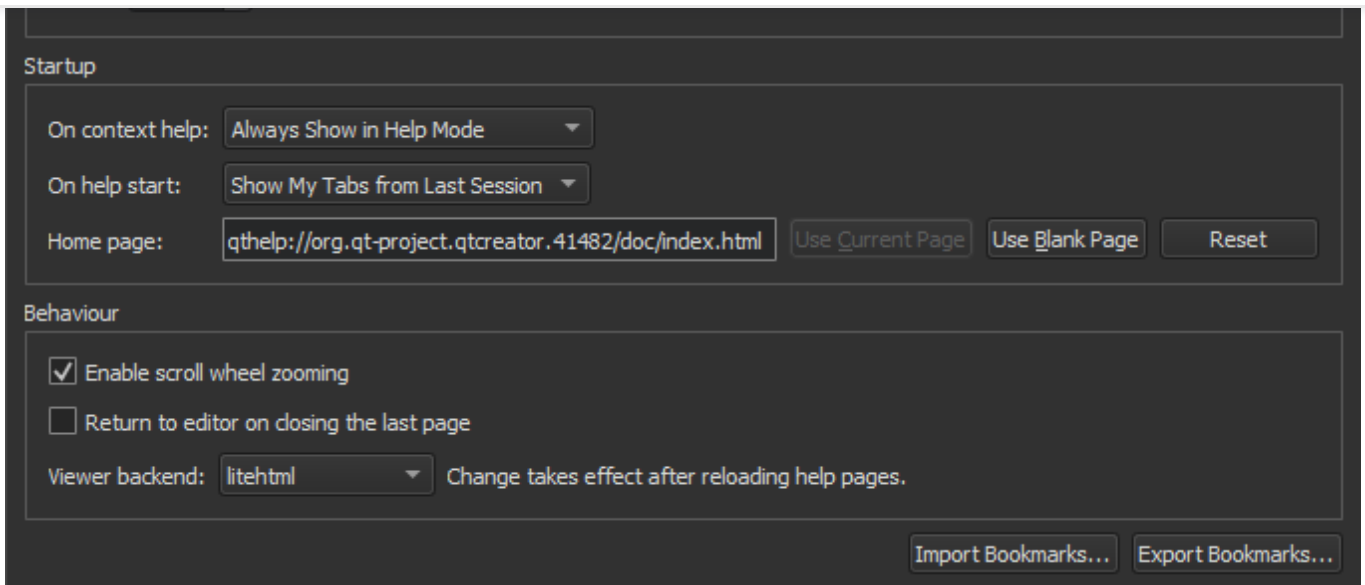 Startup
On context help: Always Show in Help Mode
On help start: Show My Tabs from Last Session
Home page: qthelp://org.qt-project.qtcreator.41482/doc/index.html Use Current Page Use Blank Page Reset
Behaviour
Enable scroll wheel zooming
Return to editor on closing the last page
Viewer backend: litehtml Change takes effect after reloading help pages.
Import Bookmarks... Export Bookmarks...